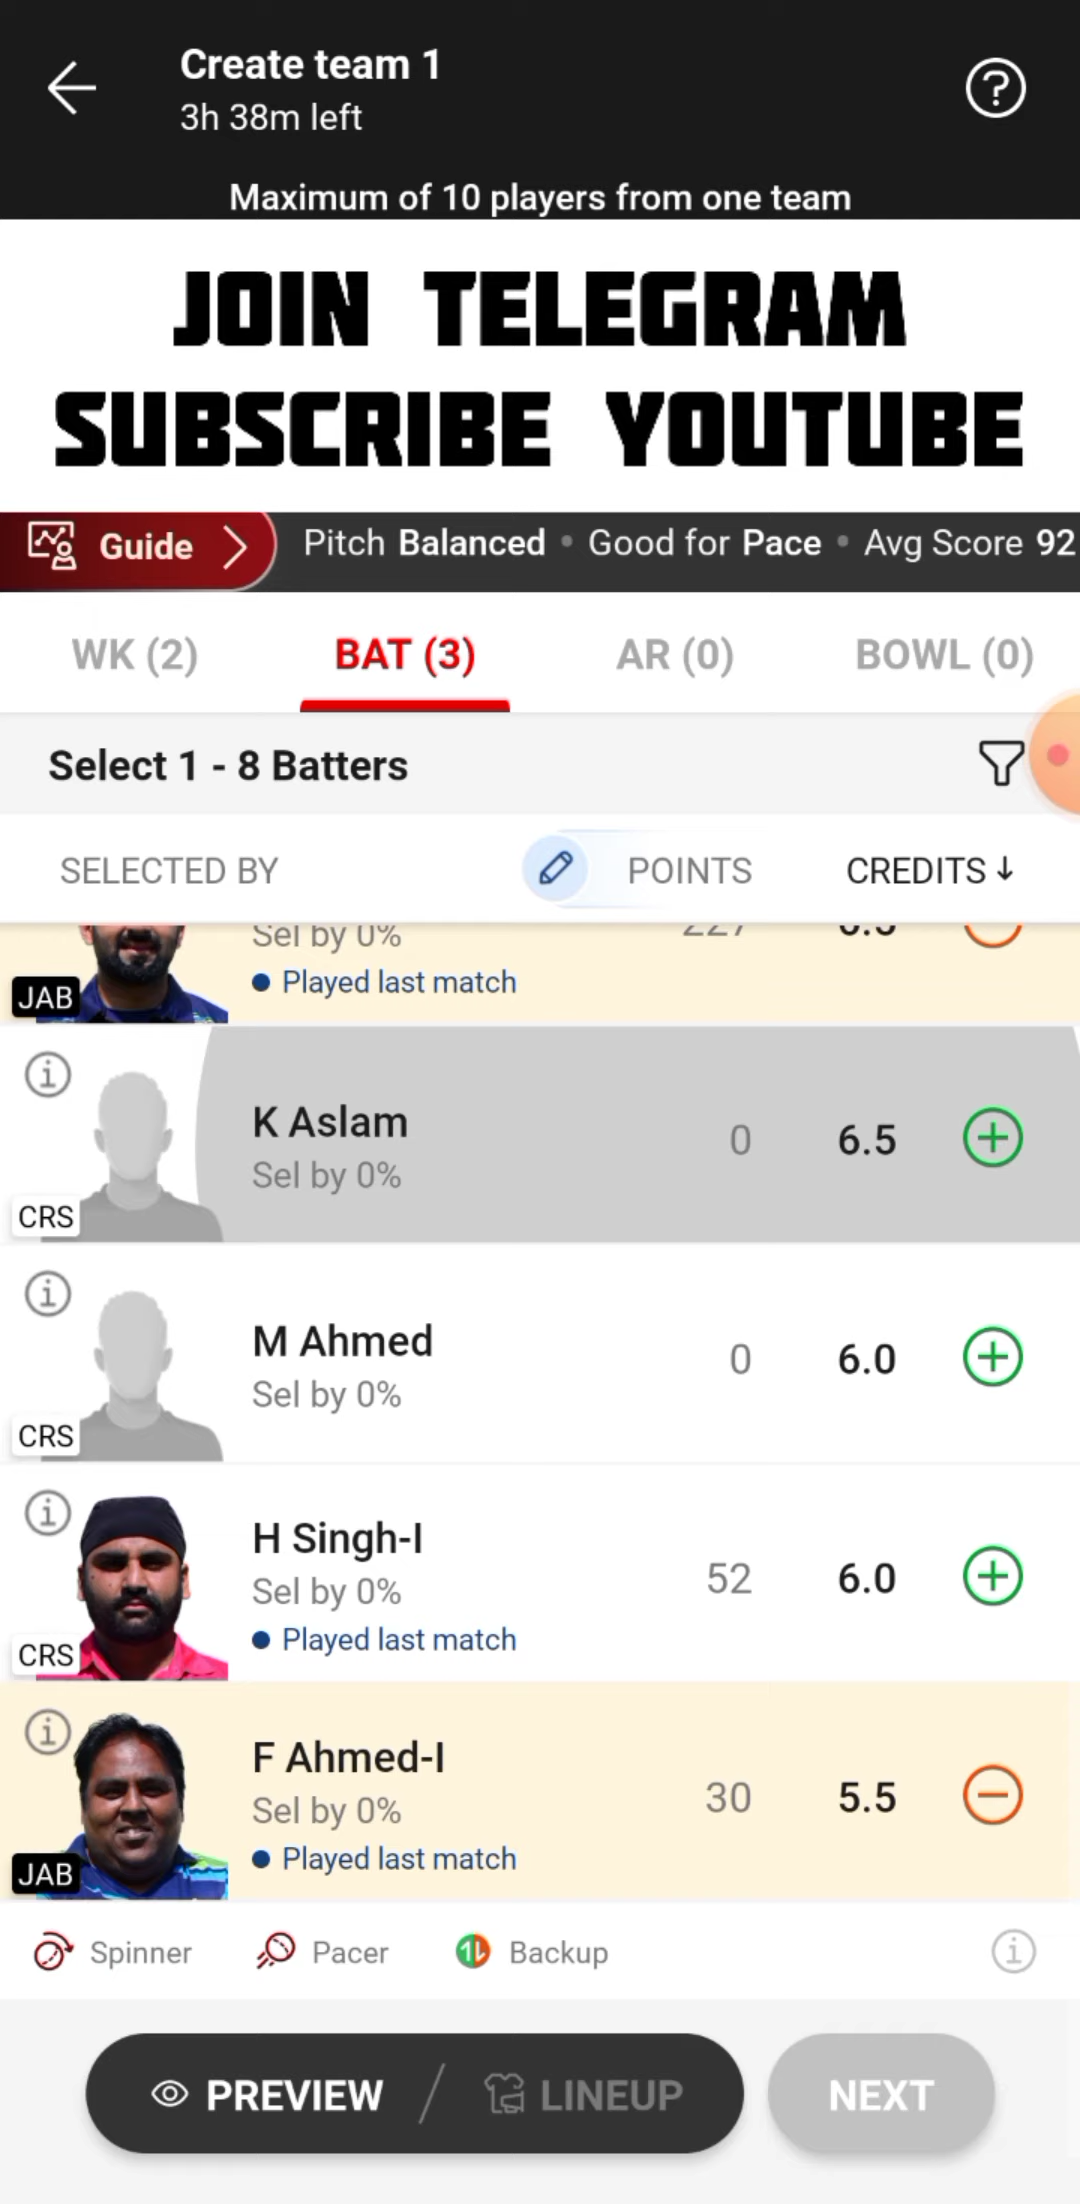 Create team 1
3h 38m left
Maximum of 10 players from one team
JOIN TELEGRAM
SUBSCRIBE YOUTUBE
Guide Pitch Balanced • Good for Pace • Avg Score 92
WK (2) BAT (3) AR (0) BOWL (0)
Select 1 - 8 Batters
SELECTED BY POINTS CREDITS ↓
Sel by 0%
• Played last match
JAB
K Aslam 0 6.5
Sel by 0%
CRS
M Ahmed 0 6.0
Sel by 0%
CRS
H Singh-I 52 6.0
Sel by 0%
• Played last match
CRS
F Ahmed-I 30 5.5
Sel by 0%
• Played last match
JAB
Spinner Pacer Backup
PREVIEW / LINEUP NEXT